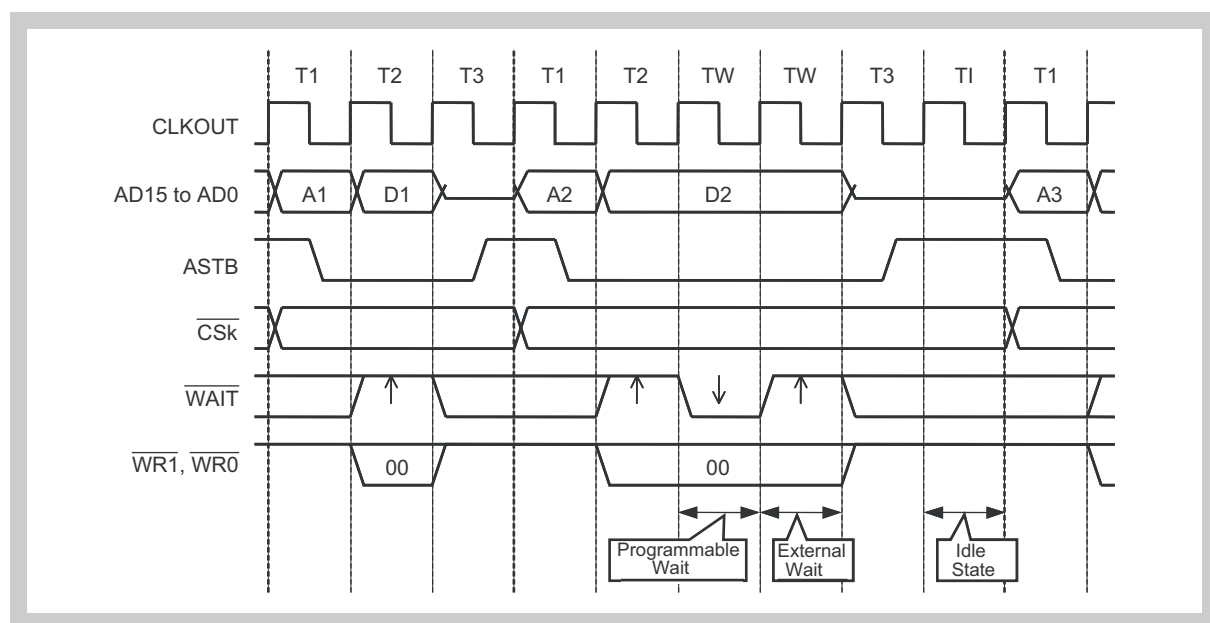 T1 T2 T3 T1 T2 TW TW T3 TI T1
CLKOUT
AD15 to AD0 A1 D1 A2 D2 A3
ASTB
CSk
WAIT
WR1, WR0 00 00
Programmable
Wait
External
Wait
Idle
State